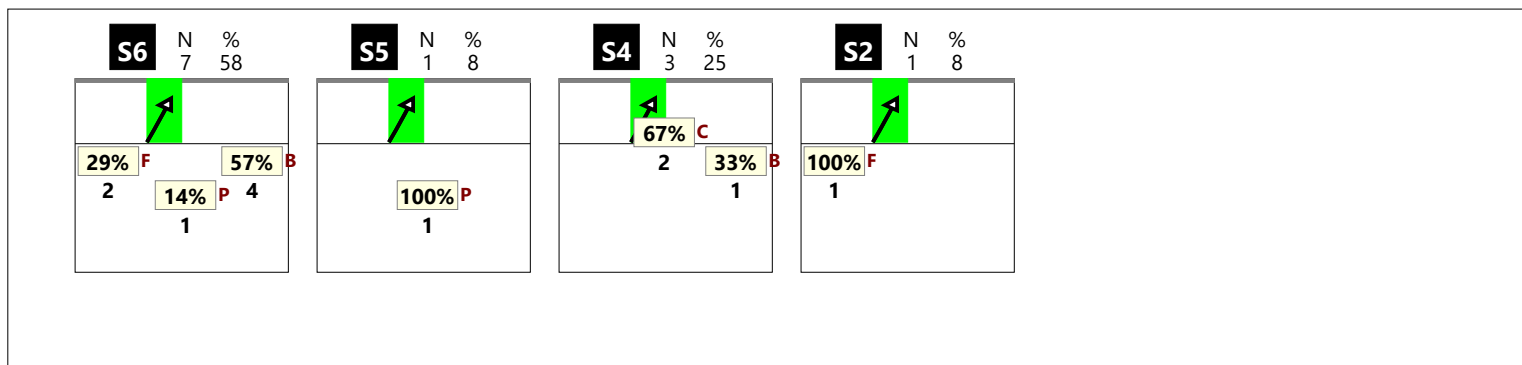 S6 N % S5 N % S4 N % S2 N %
7 58 1 8 3 25 1 8
67% C
29% F 57% B 33% B 100% F
2 14% P 4 100% P 2 1 1
1 1